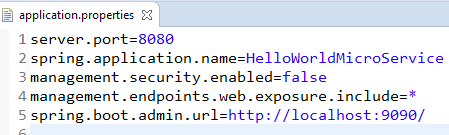 application.properties
1 server.port=8080
2 spring.application.name=HelloWorldMicroService
3 management.security.enabled=false
4 management.endpoints.web.exposure.include=*
5 spring.boot.admin.url=http://localhost:9090/
6